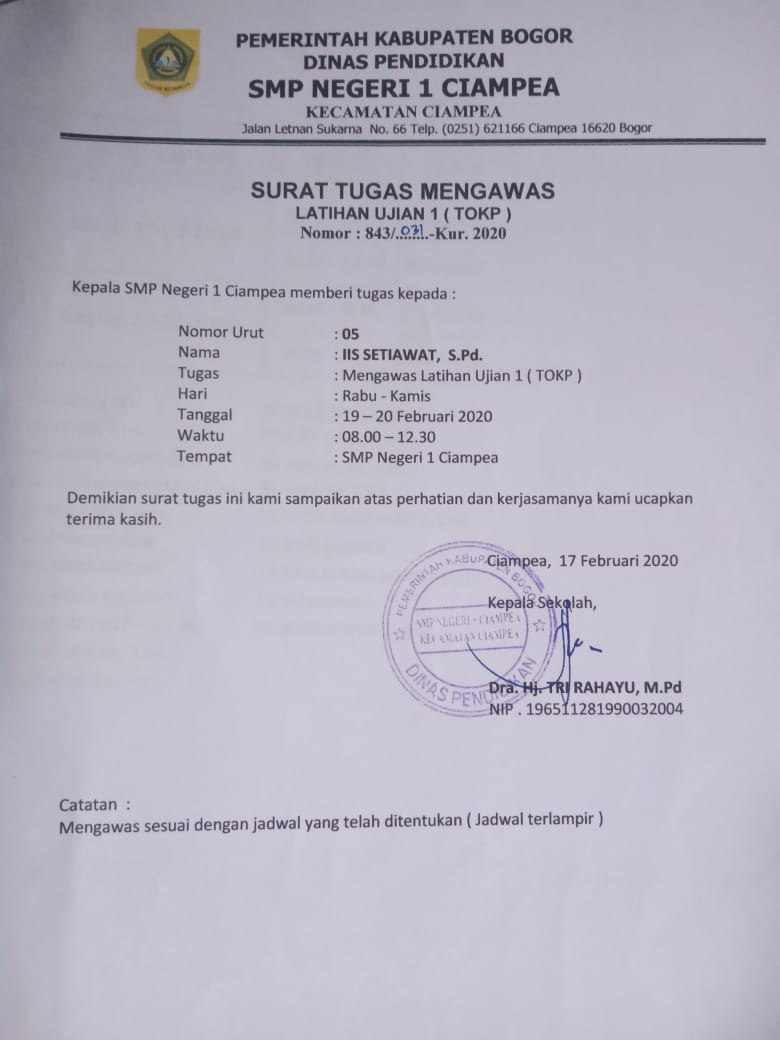 PEMERINTAH KABUPATEN BOGOR
DINAS PENDIDIKAN
SMP NEGERI 1 CIAMPEA
KECAMATAN CIAMPEA
Jalan Letnan Sukarna No. 66 Telp. (0251) 621166 Ciampea 16620 Bogor
SURAT TUGAS MENGAWAS
LATIHAN UJIAN 1 ( TOKP )
Nomor : 843/.031.-Kur. 2020
Kepala SMP Negeri 1 Ciampea memberi tugas kepada :
Nomor Urut : 05
Nama : IIS SETIAWAT, S.Pd.
Tugas : Mengawas Latihan Ujian 1 ( TOKP )
Hari : Rabu - Kamis
Tanggal : 19 – 20 Februari 2020
Waktu : 08.00 – 12.30
Tempat : SMP Negeri 1 Ciampea
Demikian surat tugas ini kami sampaikan atas perhatian dan kerjasamanya kami ucapkan
terima kasih.
Ciampea, 17 Februari 2020
Kepala Sekolah,
PEMERINTAH KABUPATEN BOGOR
SMP NEGERI 1 CIAMPEA
KECAMATAN CIAMPEA
DINAS PENDIDIKAN
Dra. Hj. TRI RAHAYU, M.Pd
NIP . 196511281990032004
Catatan :
Mengawas sesuai dengan jadwal yang telah ditentukan ( Jadwal terlampir )